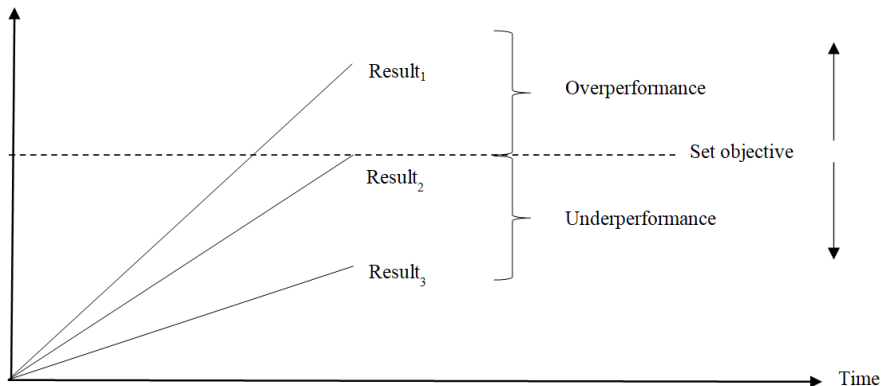 Result₁
Overperformance
Set objective
Result₂
Underperformance
Result₃
Time